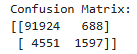 Confusion Matrix:
[[91924   688]
 [ 4551  1597]]